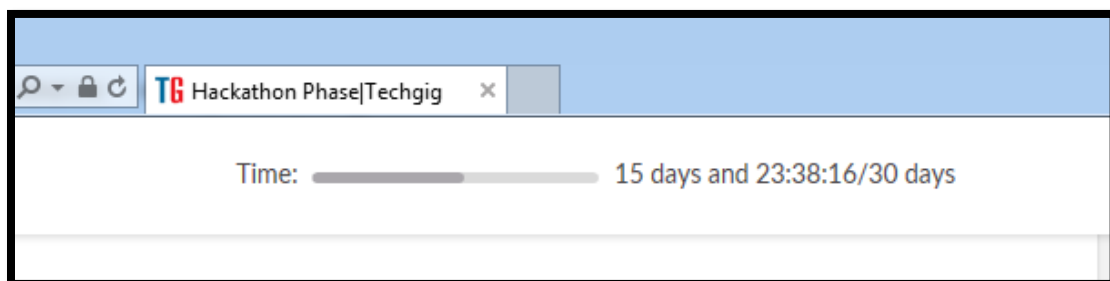 TG Hackathon Phase|Techgig
Time: 15 days and 23:38:16/30 days